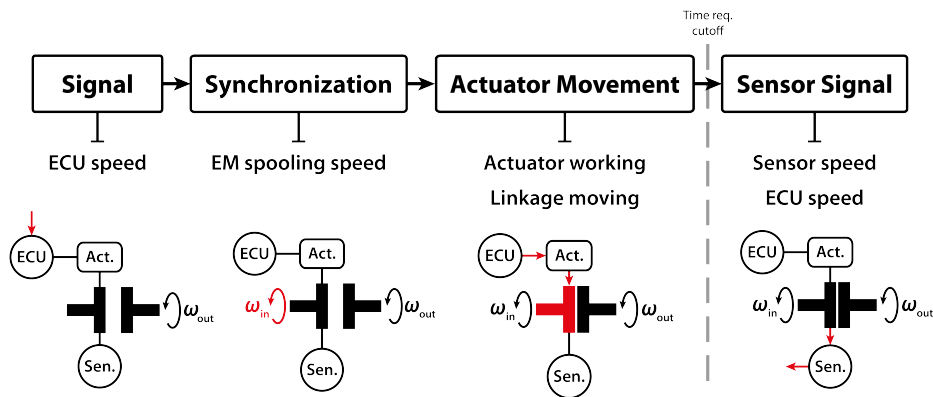 Time req.
cutoff
Signal
Synchronization
Actuator Movement
Sensor Signal
ECU speed
EM spooling speed
Actuator working
Linkage moving
Sensor speed
ECU speed
ECU
Act.
ωout
Sen.
ECU
Act.
ωin
ωout
Sen.
ECU
Act.
ωin
ωout
Sen.
ECU
Act.
ωin
ωout
Sen.